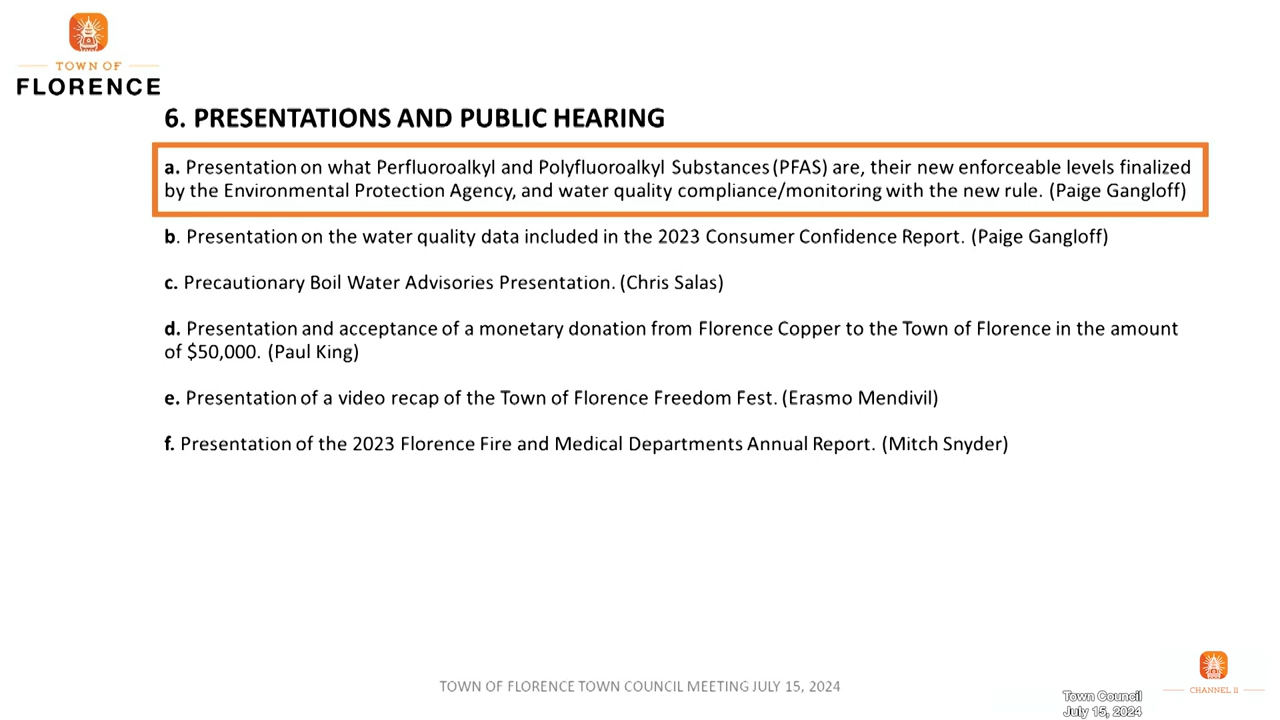 TOWN OF
FLORENCE
6. PRESENTATIONS AND PUBLIC HEARING
a. Presentation on what Perfluoroalkyl and Polyfluoroalkyl Substances (PFAS) are, their new enforceable levels finalized
by the Environmental Protection Agency, and water quality compliance/monitoring with the new rule. (Paige Gangloff)
b. Presentation on the water quality data included in the 2023 Consumer Confidence Report. (Paige Gangloff)
c. Precautionary Boil Water Advisories Presentation. (Chris Salas)
d. Presentation and acceptance of a monetary donation from Florence Copper to the Town of Florence in the amount
of $50,000. (Paul King)
e. Presentation of a video recap of the Town of Florence Freedom Fest. (Erasmo Mendivil)
f. Presentation of the 2023 Florence Fire and Medical Departments Annual Report. (Mitch Snyder)
TOWN OF FLORENCE TOWN COUNCIL MEETING JULY 15, 2024
Town Council
July 15, 2024
CHANNEL 11